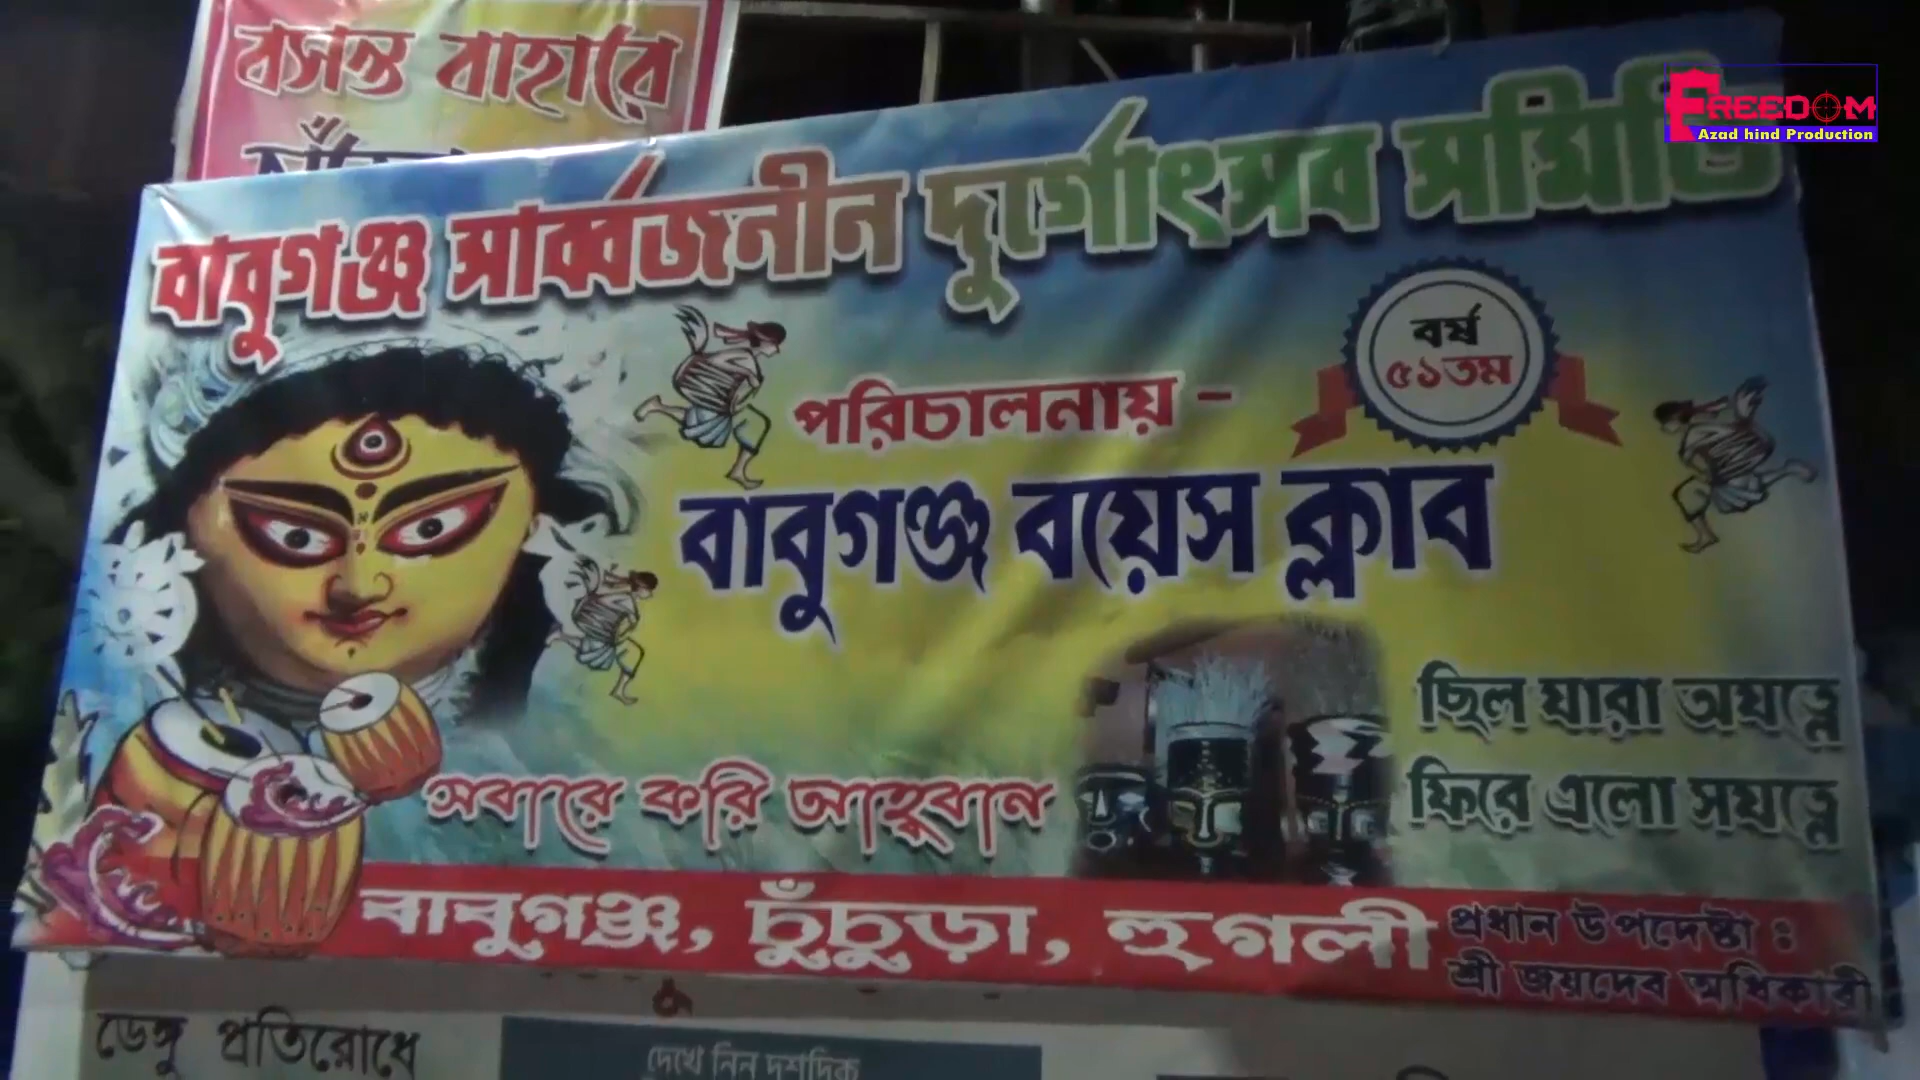 বসন্ত বাহারে
FREEDOM
Azad hind Production
বাবুগঞ্জ সার্ব্বজনীন দুর্গোৎসব সমিতি
বর্ষ
৫১তম
পরিচালনায় -
বাবুগঞ্জ বয়েস ক্লাব
ছিল যারা অযত্নে
ফিরে এলো সযত্নে
সবারে করি আহ্ববান
বাবুগঞ্জ, চুঁচুড়া, হুগলী
প্রধান উপদেষ্টা :
শ্রী জয়দেব অধিকারী
ডেঙ্গু প্রতিরোধে
দেখে নিন দশদিক